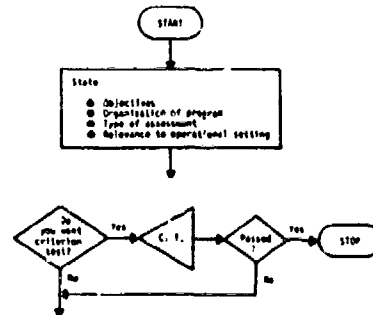 START
State
Objectives
Organization of program
Type of assessment
Relevance to operational setting
Do
you want
criterion
test?
Yes
C. T.
Passed
?
Yes
STOP
No
No